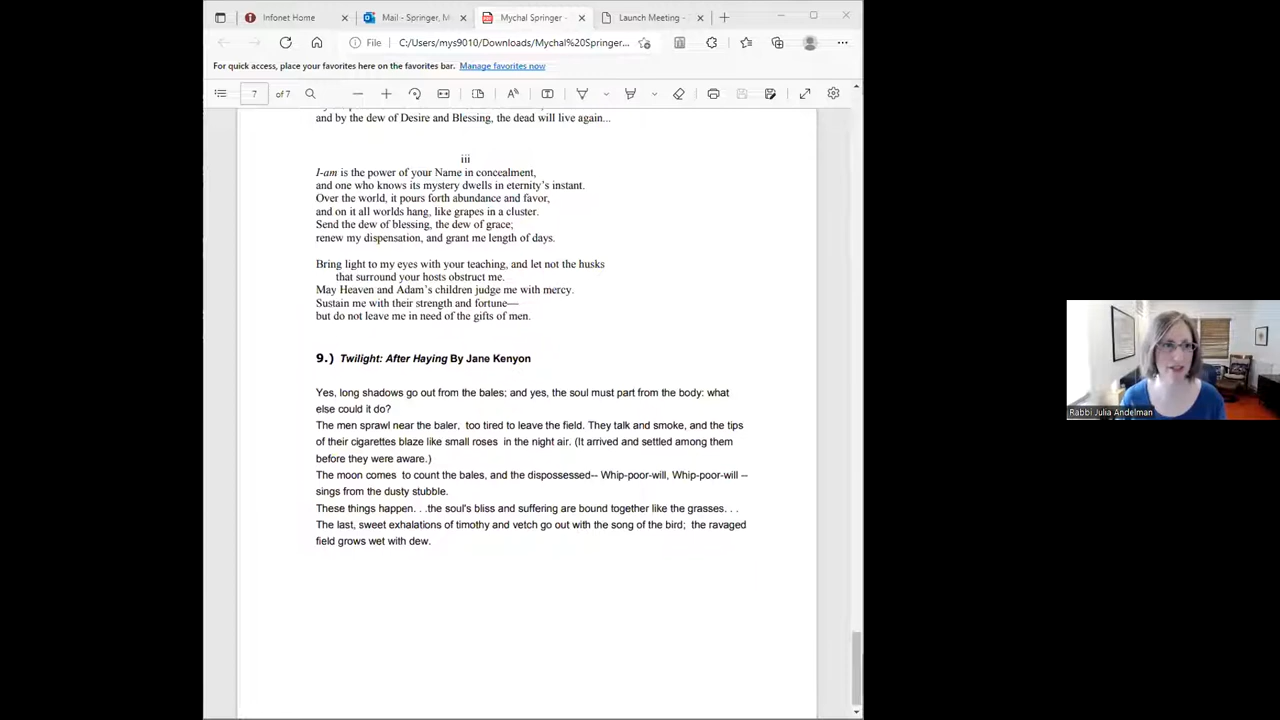 Infonet Home
Mail - Springer, M
Mychal Springer -
Launch Meeting -
File
C:/Users/mys9010/Downloads/Mychal%20Springer...
For quick access, place your favorites here on the favorites bar. Manage favorites now
7 of 7
and by the dew of Desire and Blessing, the dead will live again...
iii
I-am is the power of your Name in concealment,
and one who knows its mystery dwells in eternity's instant.
Over the world, it pours forth abundance and favor,
and on it all worlds hang, like grapes in a cluster.
Send the dew of blessing, the dew of grace;
renew my dispensation, and grant me length of days.
Bring light to my eyes with your teaching, and let not the husks
that surround your hosts obstruct me.
May Heaven and Adam's children judge me with mercy.
Sustain me with their strength and fortune—
but do not leave me in need of the gifts of men.
9.) Twilight: After Haying By Jane Kenyon
Yes, long shadows go out from the bales; and yes, the soul must part from the body: what
else could it do?
The men sprawl near the baler, too tired to leave the field. They talk and smoke, and the tips
of their cigarettes blaze like small roses in the night air. (It arrived and settled among them
before they were aware.)
The moon comes to count the bales, and the dispossessed-- Whip-poor-will, Whip-poor-will --
sings from the dusty stubble.
These things happen. . .the soul's bliss and suffering are bound together like the grasses. . .
The last, sweet exhalations of timothy and vetch go out with the song of the bird; the ravaged
field grows wet with dew.
Rabbi Julia Andelman